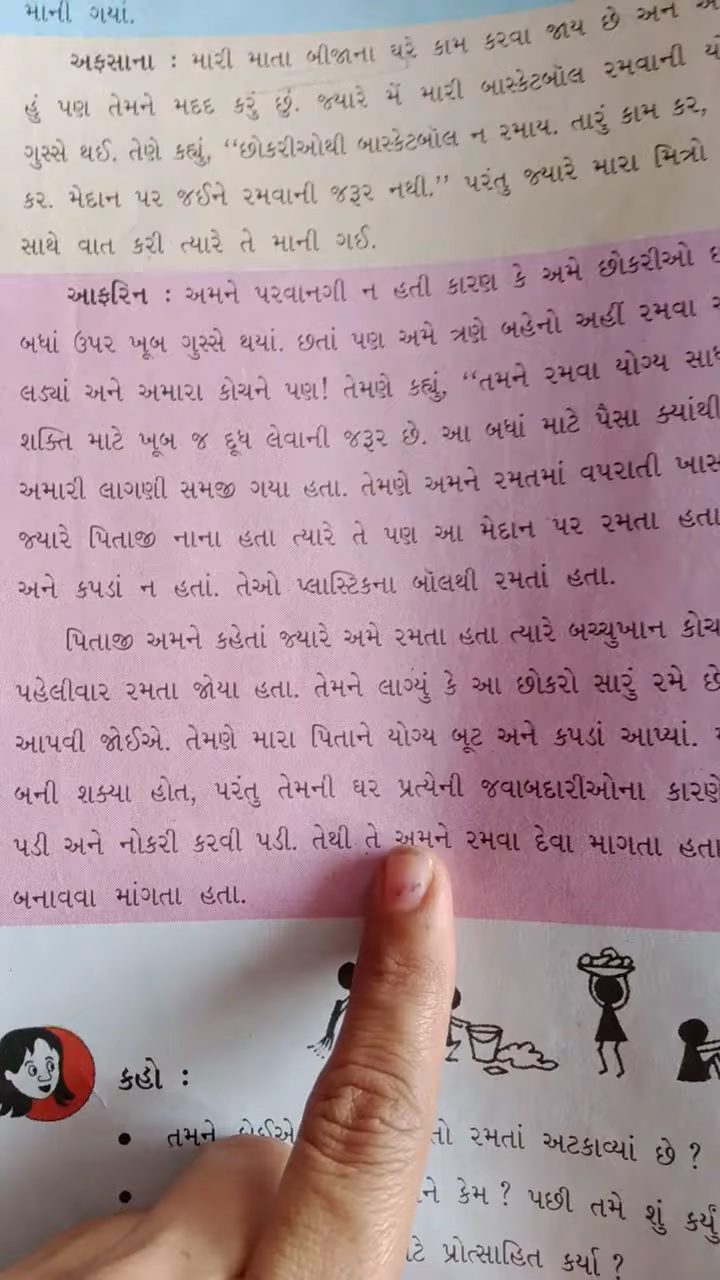 માની ગયાં.
અફસાના : મારી માતા બીજાના ઘરે કામ કરવા જાય છે અને
હું પણ તેમને મદદ કરું છું. જ્યારે મેં મારી બાસ્કેટબૉલ રમવાની
ગુસ્સે થઈ. તેણે કહ્યું, “છોકરીઓથી બાસ્કેટબૉલ ન રમાય. તારું કામ કર,
કર. મેદાન પર જઈને રમવાની જરૂર નથી.” પરંતુ જ્યારે મારા મિત્રો
સાથે વાત કરી ત્યારે તે માની ગઈ.
આફરિન : અમને પરવાનગી ન હતી કારણ કે અમે છોકરીઓ
બધાં ઉપર ખૂબ ગુસ્સે થયાં. છતાં પણ અમે ત્રણે બહેનો અહીં રમવા
લડ્યાં અને અમારા કોચને પણ! તેમણે કહ્યું, “તમને રમવા યોગ્ય
શક્તિ માટે ખૂબ જ દૂધ લેવાની જરૂર છે. આ બધાં માટે પૈસા ક્યાંથી
અમારી લાગણી સમજી ગયા હતા. તેમણે અમને રમતમાં વપરાતી ખાસ
જ્યારે પિતાજી નાના હતા ત્યારે તે પણ આ મેદાન પર રમતા હતા
અને કપડાં ન હતાં. તેઓ પ્લાસ્ટિકના બૉલથી રમતાં હતા.
પિતાજી અમને કહેતાં જ્યારે અમે રમતા હતા ત્યારે બચ્ચુખાન કોચ
પહેલીવાર રમતા જોયા હતા. તેમને લાગ્યું કે આ છોકરો સારું રમે છે
આપવી જોઈએ. તેમણે મારા પિતાને યોગ્ય બૂટ અને કપડાં આપ્યાં.
બની શક્યા હોત, પરંતુ તેમની ઘર પ્રત્યેની જવાબદારીઓના કારણે
પડી અને નોકરી કરવી પડી. તેથી તે અમને રમવા દેવા માગતા હતા
બનાવવા માંગતા હતા.
કહો :
• તમને રમતાં અટકાવ્યાં છે ?
• કેમ ? પછી તમે શું કર્યું
પ્રોત્સાહિત કર્યા ?